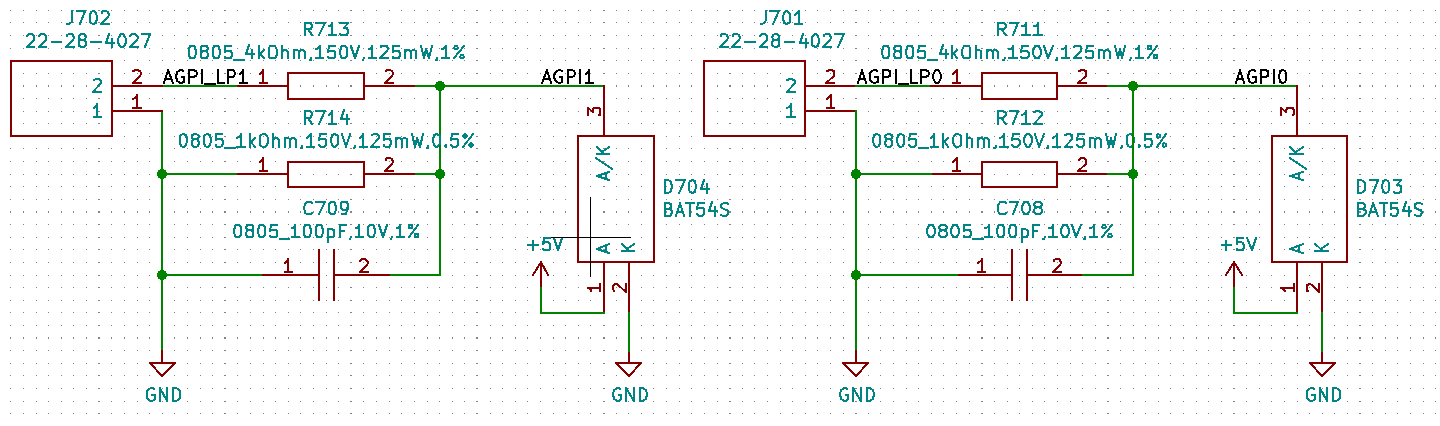 J702
22-28-4027
2
1
2
1
AGPI_LP1
R713
0805_4kOhm,150V,125mW,1%
1
2
R714
0805_1kOhm,150V,125mW,0.5%
1
2
C709
0805_100pF,10V,1%
1
2
GND
AGPI1
3
A/K
A
K
D704
BAT54S
+5V
1
2
GND
J701
22-28-4027
2
1
2
1
AGPI_LP0
R711
0805_4kOhm,150V,125mW,1%
1
2
R712
0805_1kOhm,150V,125mW,0.5%
1
2
C708
0805_100pF,10V,1%
1
2
GND
AGPI0
3
A/K
A
K
D703
BAT54S
+5V
1
2
GND